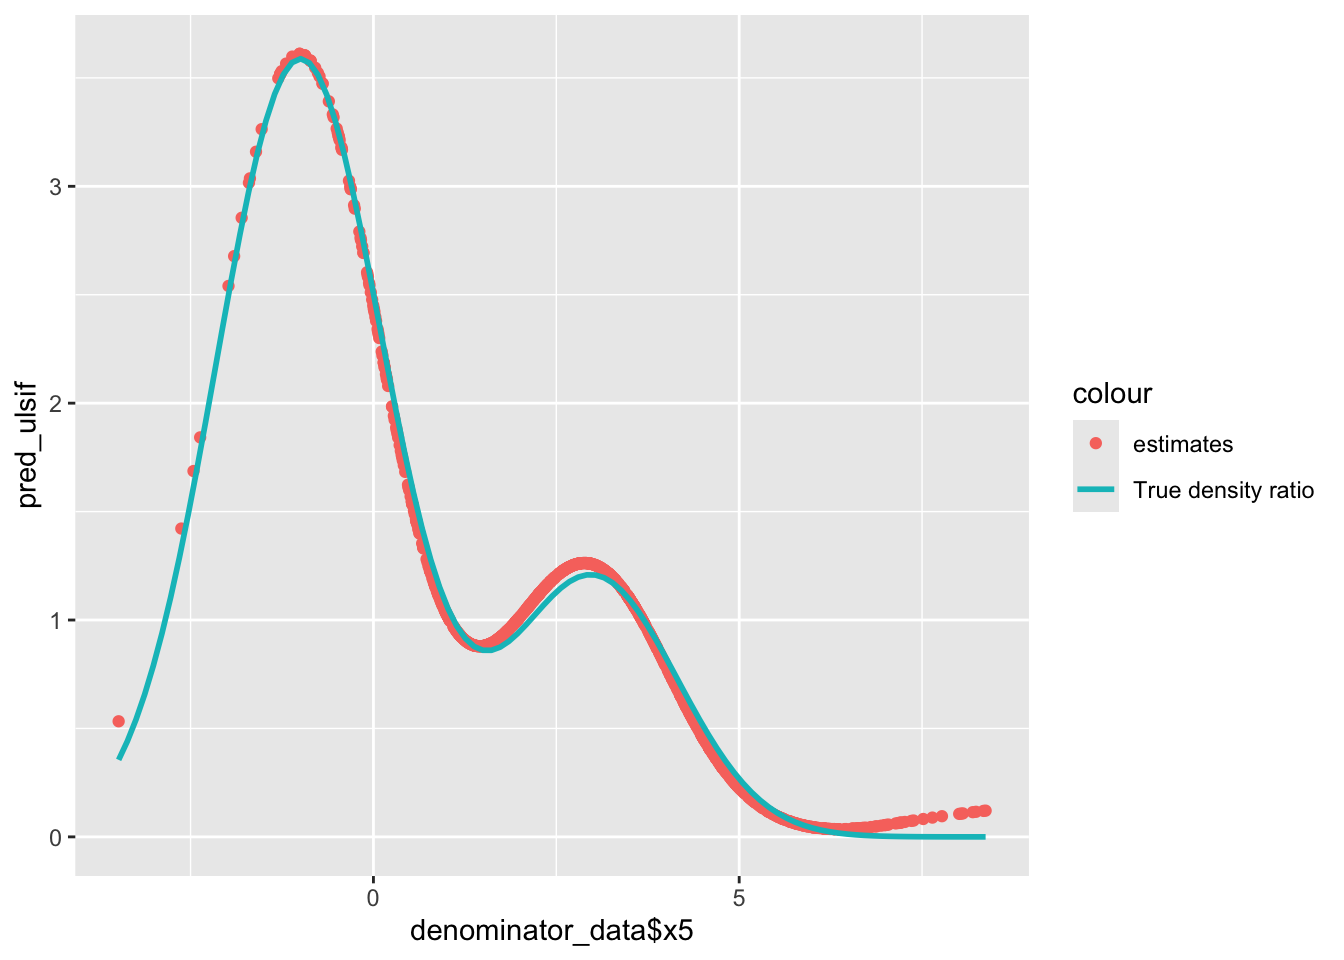 pred_ulsif
3
2
1
0
0
5
denominator_data$x5
colour
estimates
True density ratio